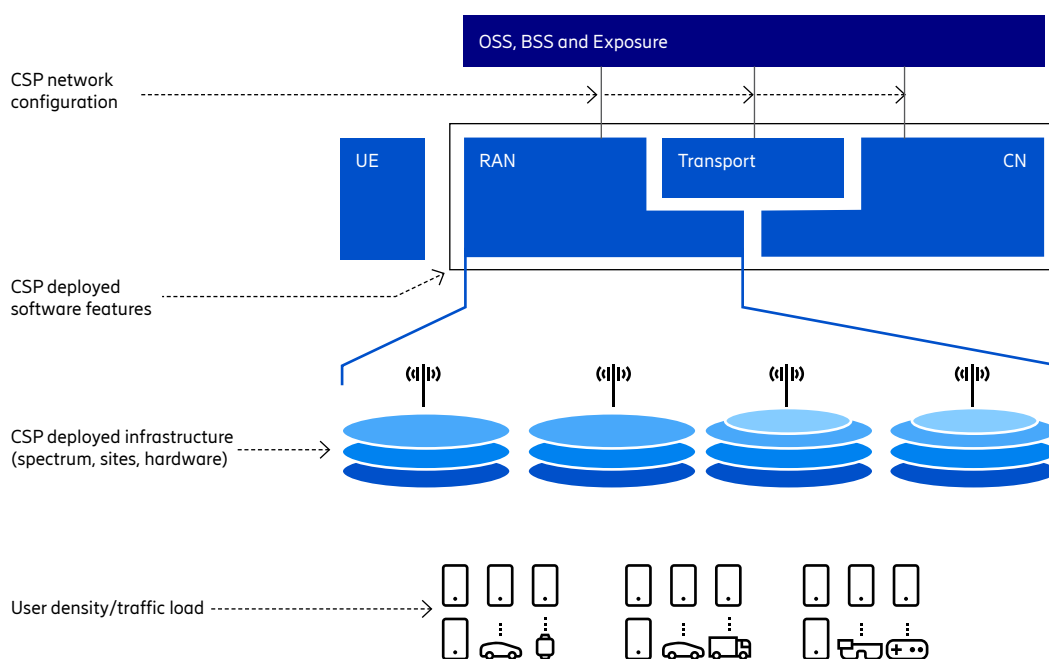 OSS, BSS and Exposure
CSP network
configuration
UE
RAN
Transport
CN
CSP deployed
software features
CSP deployed infrastructure
(spectrum, sites, hardware)
User density/traffic load